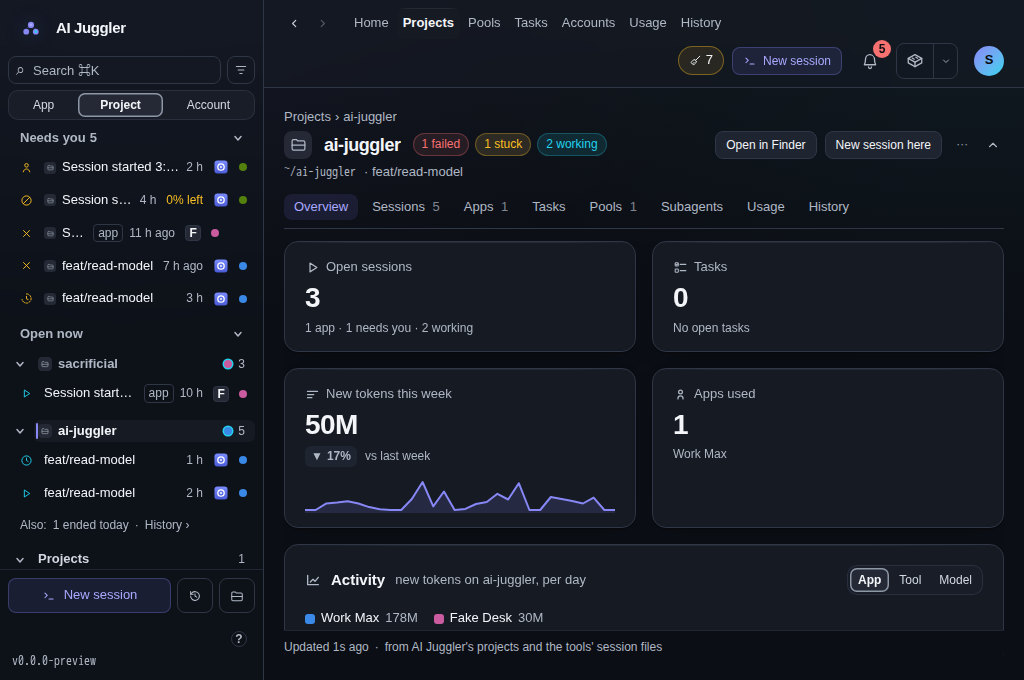 AI Juggler
Search ⌘K
App Project Account
Needs you 5
Session started 3:... 2 h
Session s... 4 h 0% left
S... app 11 h ago F
feat/read-model 7 h ago
feat/read-model 3 h
Open now
sacrificial 3
Session start... app 10 h F
ai-juggler 5
feat/read-model 1 h
feat/read-model 2 h
Also: 1 ended today · History ›
Projects 1
New session
?
v0.0.0-preview
Home Projects Pools Tasks Accounts Usage History
7 New session 5 S
Projects › ai-juggler
ai-juggler 1 failed 1 stuck 2 working Open in Finder New session here ···
~/ai-juggler · feat/read-model
Overview Sessions 5 Apps 1 Tasks Pools 1 Subagents Usage History
Open sessions
3
1 app · 1 needs you · 2 working
Tasks
0
No open tasks
New tokens this week
50M
▼ 17% vs last week
Apps used
1
Work Max
Activity new tokens on ai-juggler, per day App Tool Model
Work Max 178M Fake Desk 30M
Updated 1s ago · from AI Juggler's projects and the tools' session files